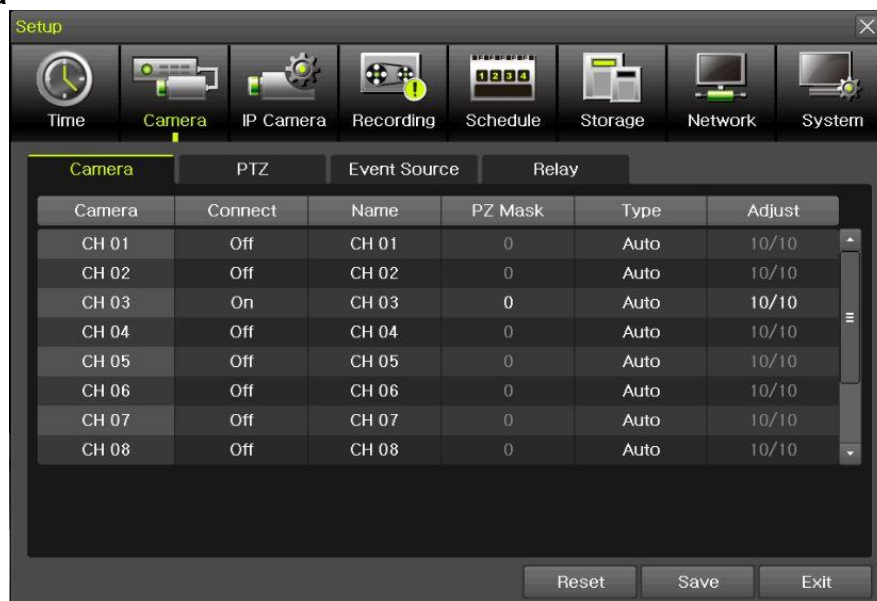 Setup
1 2 3 4
Time Camera IP Camera Recording Schedule Storage Network System
Camera PTZ Event Source Relay
Camera Connect Name PZ Mask Type Adjust
CH 01 Off CH 01 0 Auto 10/10
CH 02 Off CH 02 0 Auto 10/10
CH 03 On CH 03 0 Auto 10/10
CH 04 Off CH 04 0 Auto 10/10
CH 05 Off CH 05 0 Auto 10/10
CH 06 Off CH 06 0 Auto 10/10
CH 07 Off CH 07 0 Auto 10/10
CH 08 Off CH 08 0 Auto 10/10
Reset Save Exit